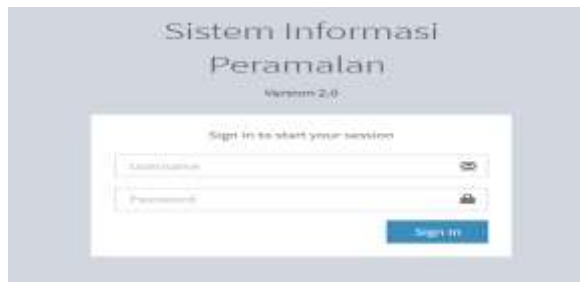 Sistem Informasi
Peramalan
Version 2.0
Sign in to start your session
Username
Password
Sign In